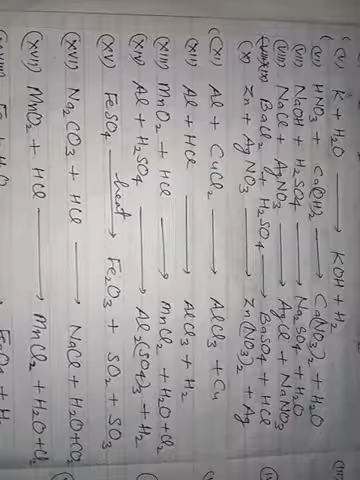 (V) K + H2O → KOH + H2
(VI) HNO3 + Ca(OH)2 → Ca(NO3)2 + H2O
(VII) NaOH + H2SO4 → Na2SO4 + H2O
(VIII) NaCl + AgNO3 → AgCl + NaNO3
BaCl2 + H2SO4 → BaSO4 + HCl
(X) Zn + AgNO3 → Zn(NO3)2 + Ag
(XI) Al + CuCl2 → AlCl3 + Cu
(XII) Al + HCl → AlCl3 + H2
(XIII) MnO2 + HCl → MnCl2 + H2O + Cl2
(XIV) Al + H2SO4 → Al2(SO4)3 + H2
(XV) FeSO4 heat→ Fe2O3 + SO2 + SO3
(XVI) Na2CO3 + HCl → NaCl + H2O + CO2
(XVII) MnCl2 + HCl → MnCl2 + H2O + Cl2